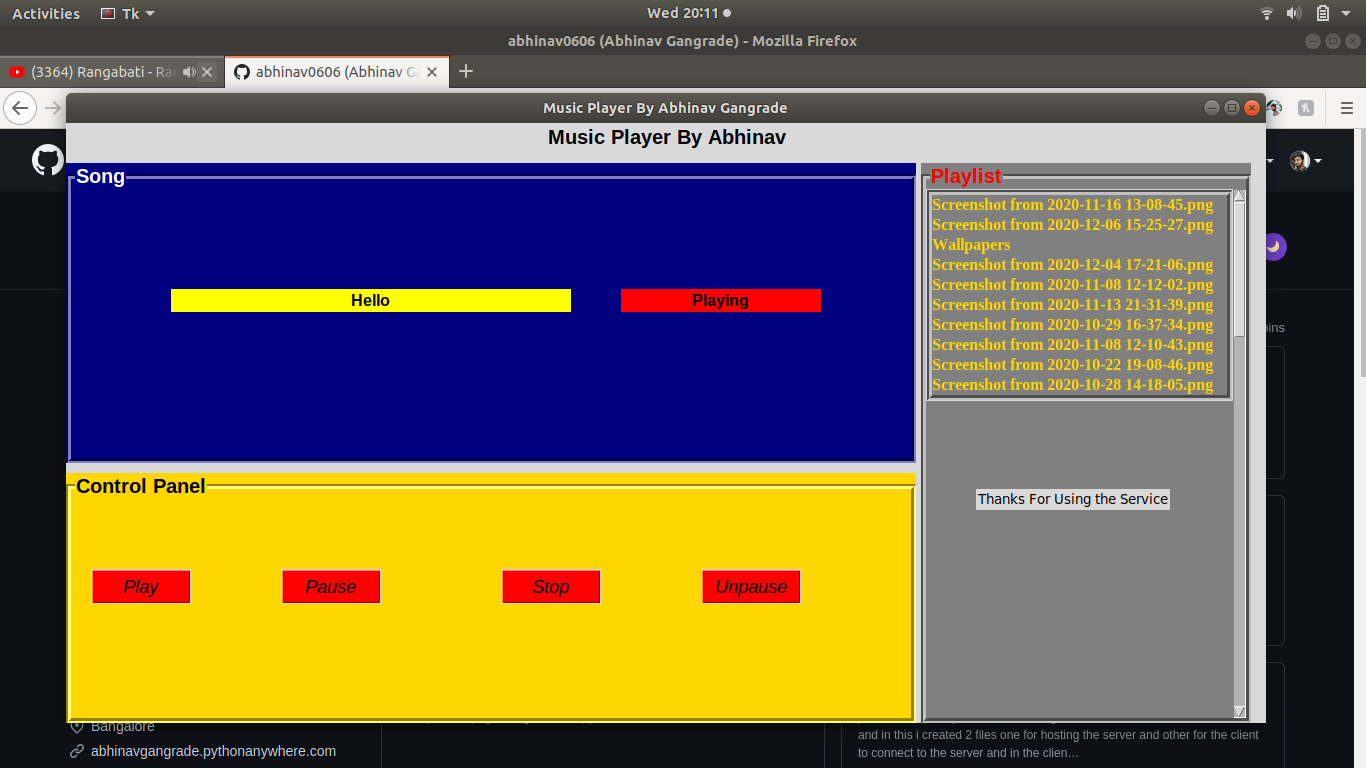 Activities
Tk
Wed 20:11
abhinav0606 (Abhinav Gangrade) - Mozilla Firefox
(3364) Rangabati - Ra
abhinav0606 (Abhinav G
Music Player By Abhinav Gangrade
Music Player By Abhinav
Song
Hello
Playing
Playlist
Screenshot from 2020-11-16 13-08-45.png
Screenshot from 2020-12-06 15-25-27.png
Wallpapers
Screenshot from 2020-12-04 17-21-06.png
Screenshot from 2020-11-08 12-12-02.png
Screenshot from 2020-11-13 21-31-39.png
Screenshot from 2020-10-29 16-37-34.png
Screenshot from 2020-11-08 12-10-43.png
Screenshot from 2020-10-22 19-08-46.png
Screenshot from 2020-10-28 14-18-05.png
Thanks For Using the Service
Control Panel
Play
Pause
Stop
Unpause
Bangalore
abhinavgangrade.pythonanywhere.com
and in this i created 2 files one for hosting the server and other for the client
to connect to the server and in the clien…